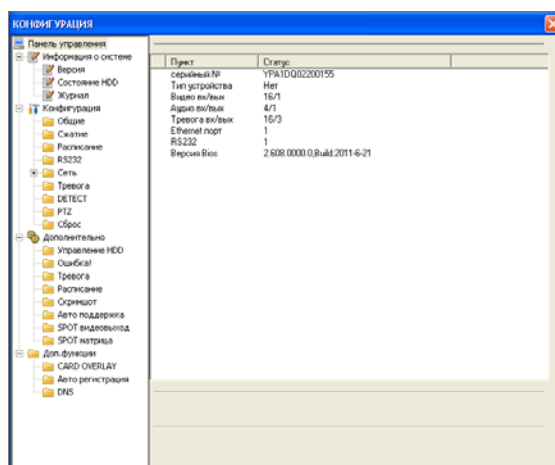 КОНФИГУРАЦИЯ
Панель управления
Информация о системе
Версия
Состояние HDD
Журнал
Конфигурация
Общие
Сжатие
Расписание
RS232
Сеть
Тревога
DETECT
PTZ
Сброс
Дополнительно
Управление HDD
Ошибка!
Тревога
Расписание
Скриншот
Авто поддержка
SPOT видеовыход
SPOT матрица
Доп.функции
CARD OVERLAY
Авто регистрация
DNS
Пункт Статус
серийный № YPA1DQ02200155
Тип устройства Нет
Видео вх/вых 16/1
Аудио вх/вых 4/1
Тревога вх/вых 16/3
Ethernet порт 1
RS232 1
Версия Bios 2.608.0000.0,Build:2011-6-21